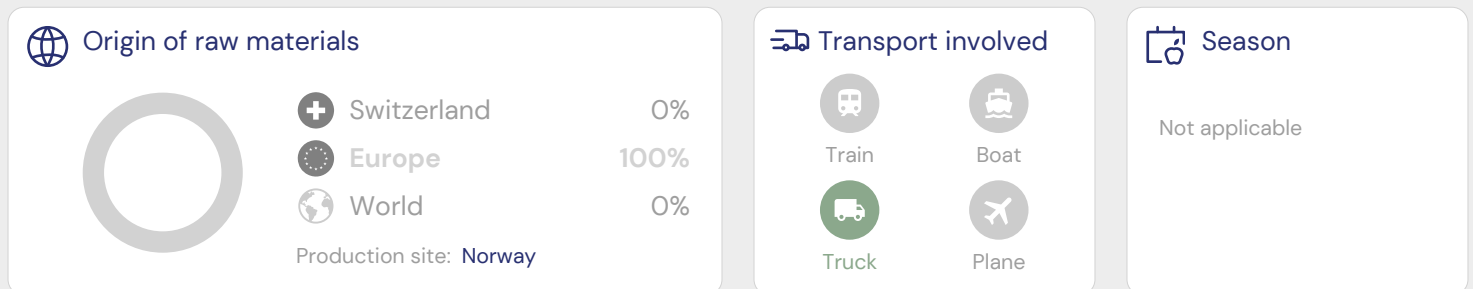 Origin of raw materials
Switzerland 0%
Europe 100%
World 0%
Production site: Norway
Transport involved
Train Boat
Truck Plane
Season
Not applicable